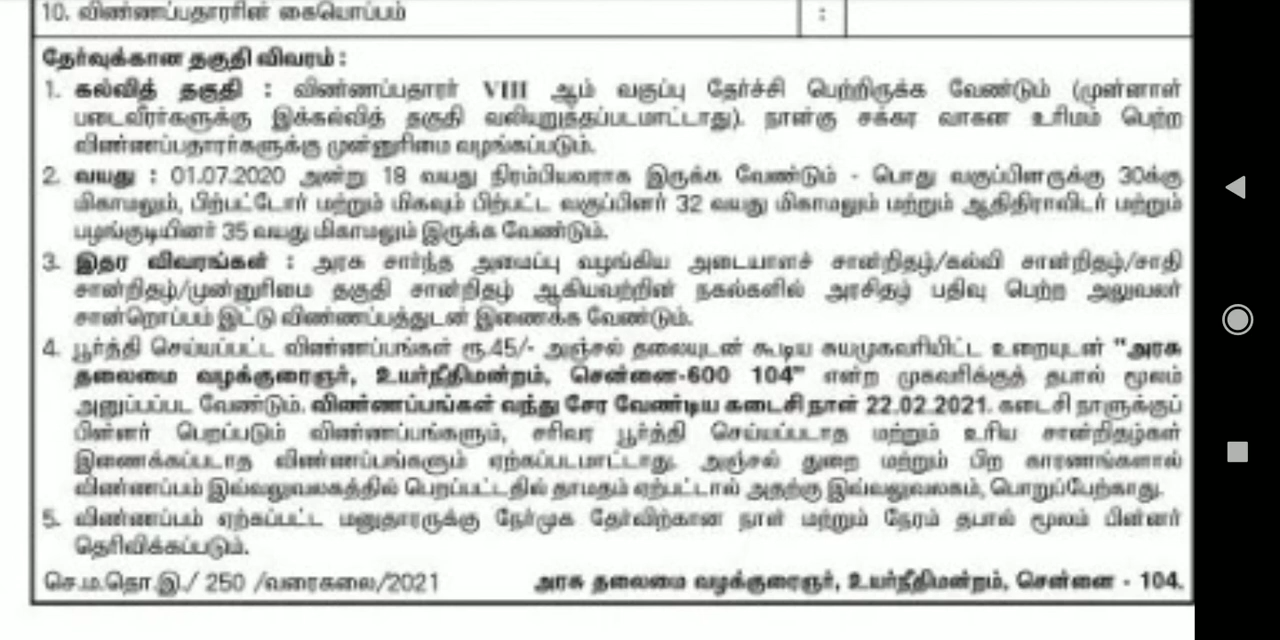 10. விண்ணப்பதாரரின் கையொப்பம் :
தேர்வுக்கான தகுதி விவரம் :
1. கல்வித் தகுதி : விண்ணப்பதாரர் VIII ஆம் வகுப்பு தேர்ச்சி பெற்றிருக்க வேண்டும் (முன்னாள்
படைவீரர்களுக்கு இக்கல்வித் தகுதி வலியுறுத்தப்படமாட்டாது). நான்கு சக்கர வாகன உரிமம் பெற்ற
விண்ணப்பதாரர்களுக்கு முன்னுரிமை வழங்கப்படும்.
2. வயது : 01.07.2020 அன்று 18 வயது நிரம்பியவராக இருக்க வேண்டும் - பொது வகுப்பினருக்கு 30க்கு
மிகாமலும், பிற்பட்டோர் மற்றும் மிகவும் பிற்பட்ட வகுப்பினர் 32 வயது மிகாமலும் மற்றும் ஆதிதிராவிடர் மற்றும்
பழங்குடியினர் 35 வயது மிகாமலும் இருக்க வேண்டும்.
3. இதர விவரங்கள் : அரசு சார்ந்த அமைப்பு வழங்கிய அடையாளச் சான்றிதழ்/கல்வி சான்றிதழ்/சாதி
சான்றிதழ்/முன்னுரிமை தகுதி சான்றிதழ் ஆகியவற்றின் நகல்களில் அரசிதழ் பதிவு பெற்ற அலுவலர்
சான்றொப்பம் இட்டு விண்ணப்பத்துடன் இணைக்க வேண்டும்.
4. பூர்த்தி செய்யப்பட்ட விண்ணப்பங்கள் ரூ.45/- அஞ்சல் தலையுடன் கூடிய சுயமுகவரியிட்ட உறையுடன் "அரசு
தலைமை வழக்குரைஞர், உயர்நீதிமன்றம், சென்னை-600 104" என்ற முகவரிக்குத் தபால் மூலம்
அனுப்பப்பட வேண்டும். விண்ணப்பங்கள் வந்து சேர வேண்டிய கடைசி நாள் 22.02.2021. கடைசி நாளுக்குப்
பின்னர் பெறப்படும் விண்ணப்பங்களும், சரிவர பூர்த்தி செய்யப்படாத மற்றும் உரிய சான்றிதழ்கள்
இணைக்கப்படாத விண்ணப்பங்களும் ஏற்கப்படமாட்டாது. அஞ்சல் துறை மற்றும் பிற காரணங்களால்
விண்ணப்பம் இவ்வலுவலகத்தில் பெறப்பட்டதில் தாமதம் ஏற்பட்டால் அதற்கு இவ்வலுவலகம், பொறுப்பேற்காது.
5. விண்ணப்பம் ஏற்கப்பட்ட மனுதாரருக்கு நேர்முக தேர்விற்கான நாள் மற்றும் நேரம் தபால் மூலம் பின்னர்
தெரிவிக்கப்படும்.
செ.ம.தொ.இ./ 250 /வரைகலை/2021 அரசு தலைமை வழக்குரைஞர், உயர்நீதிமன்றம், சென்னை - 104.